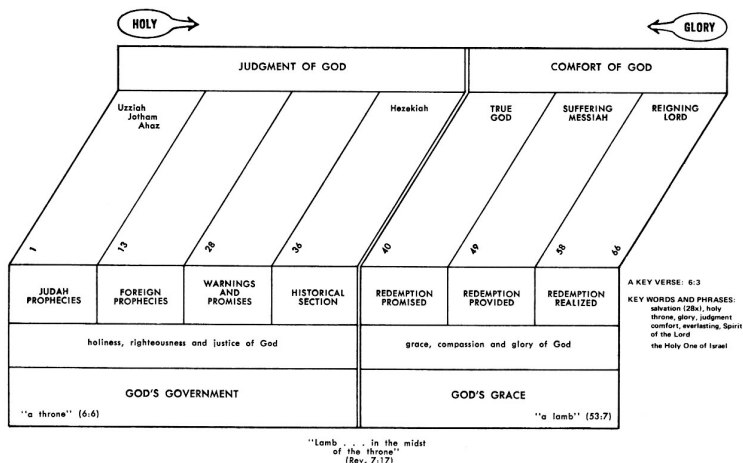 HOLY
GLORY
JUDGMENT OF GOD
COMFORT OF GOD
Uzziah
Jotham
Ahaz
Hezekiah
TRUE
GOD
SUFFERING
MESSIAH
REIGNING
LORD
1
13
28
36
40
49
58
66
JUDAH
PROPHECIES
FOREIGN
PROPHECIES
WARNINGS
AND
PROMISES
HISTORICAL
SECTION
REDEMPTION
PROMISED
REDEMPTION
PROVIDED
REDEMPTION
REALIZED
A KEY VERSE: 6:3
KEY WORDS AND PHRASES:
salvation (28x), holy
throne, glory, judgment
comfort, everlasting, Spirit
of the Lord
the Holy One of Israel
holiness, righteousness and justice of God
grace, compassion and glory of God
GOD'S GOVERNMENT
GOD'S GRACE
"a throne" (6:6)
"a lamb" (53:7)
"Lamb . . . in the midst
of the throne"
(Rev. 7:17)